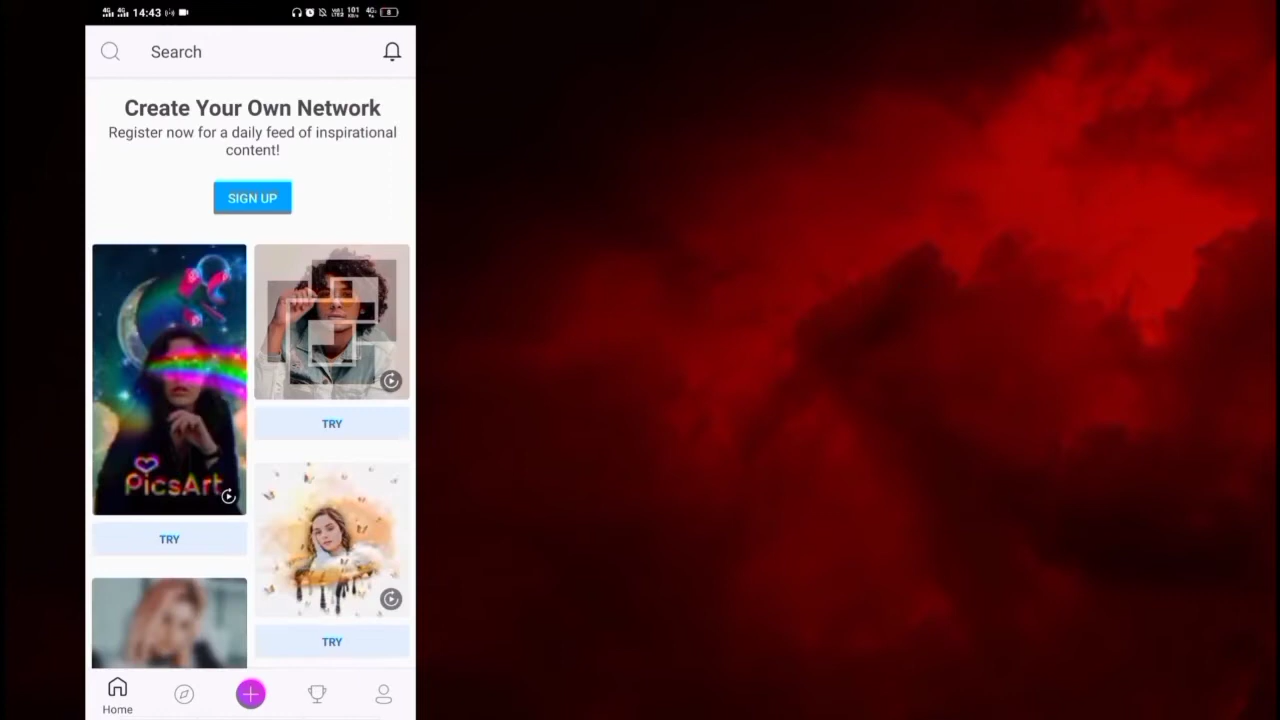 14:43
Search
Create Your Own Network
Register now for a daily feed of inspirational
content!
SIGN UP
PicsArt
TRY
TRY
TRY
Home